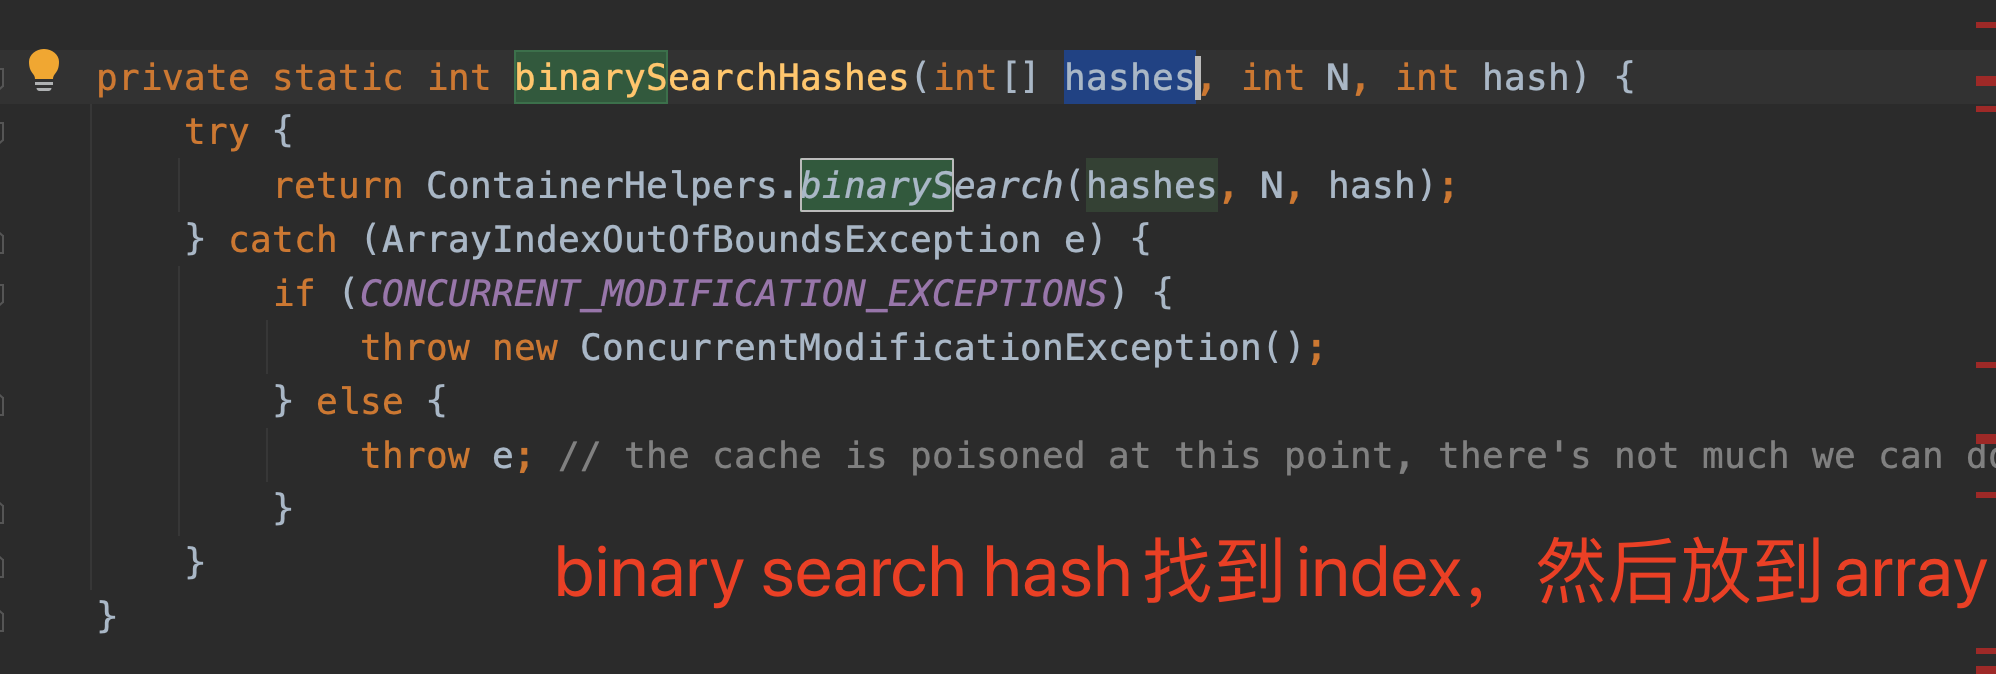 private static int binarySearchHashes(int[] hashes, int N, int hash) {
try {
return ContainerHelpers.binarySearch(hashes, N, hash);
} catch (ArrayIndexOutOfBoundsException e) {
if (CONCURRENT_MODIFICATION_EXCEPTIONS) {
throw new ConcurrentModificationException();
} else {
throw e; // the cache is poisoned at this point, there's not much we can do
}
}
binary search hash 找到 index，然后放到 array
}